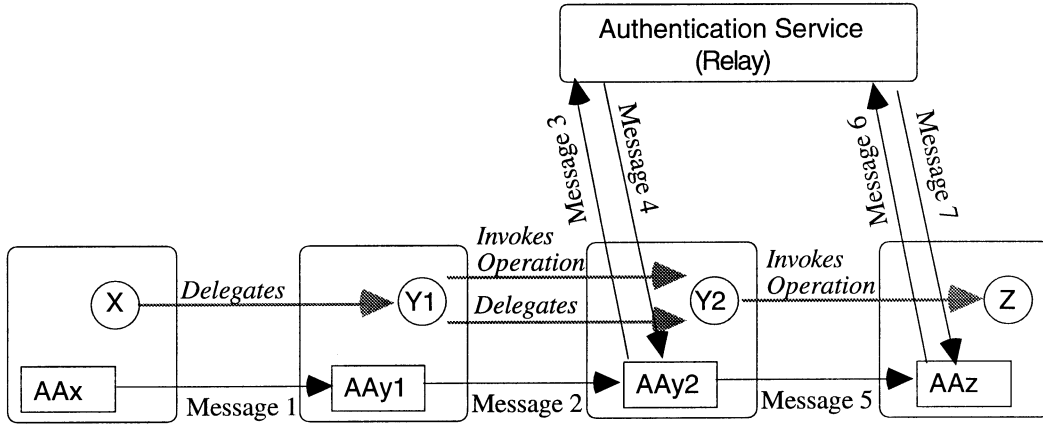 Authentication Service
(Relay)
Message 3
Message 4
Message 6
Message 7
Invokes
Operation
Invokes
Operation
X
Delegates
Y1
Delegates
Y2
Z
AAx
Message 1
AAy1
Message 2
AAy2
Message 5
AAz